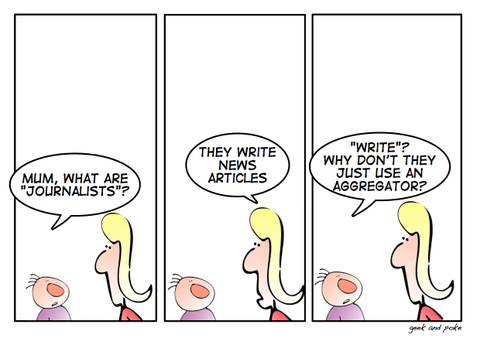 MUM, WHAT ARE
"JOURNALISTS"?
THEY WRITE
NEWS
ARTICLES
"WRITE"?
WHY DON'T THEY
JUST USE AN
AGGREGATOR?
geek and poke